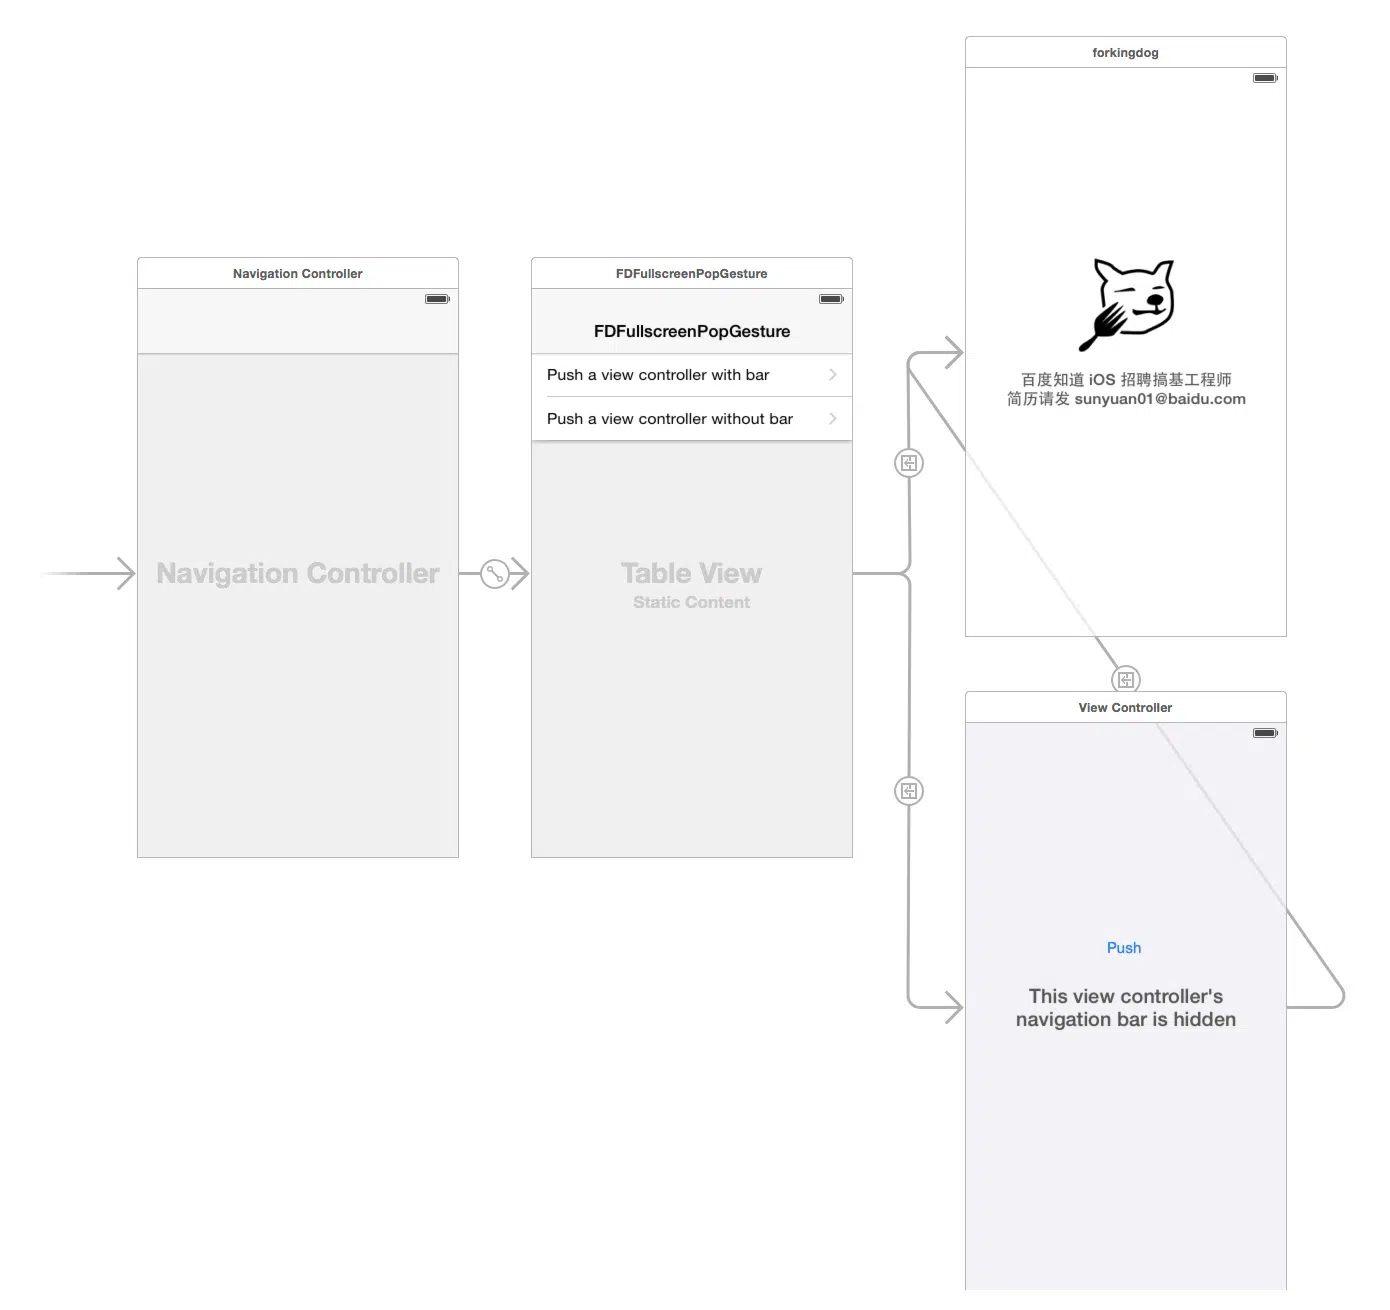 forkingdog
百度知道 iOS 招聘搞基工程师
简历请发 sunyuan01@baidu.com
Navigation Controller
Navigation Controller
FDFullscreenPopGesture
FDFullscreenPopGesture
Push a view controller with bar
Push a view controller without bar
Table View
Static Content
View Controller
Push
This view controller's
navigation bar is hidden